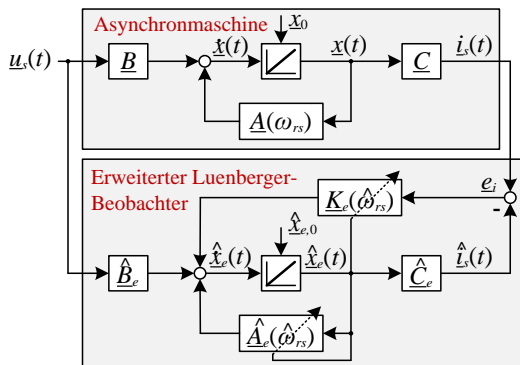 Asynchronmaschine
x̲₀
u̲ₛ(t)
B̲
ẋ̲(t)
x̲(t)
C̲
i̲ₛ(t)
A̲(ωᵣₛ)
Erweiterter Luenberger-
Beobachter
K̲ₑ(ω̂ᵣₛ)
e̲ᵢ
-
x̲̂ₑ,₀
B̲̂ₑ
ẋ̲̂ₑ(t)
x̲̂ₑ(t)
Ĉ̲ₑ
î̲ₛ(t)
Â̲ₑ(ω̂ᵣₛ)